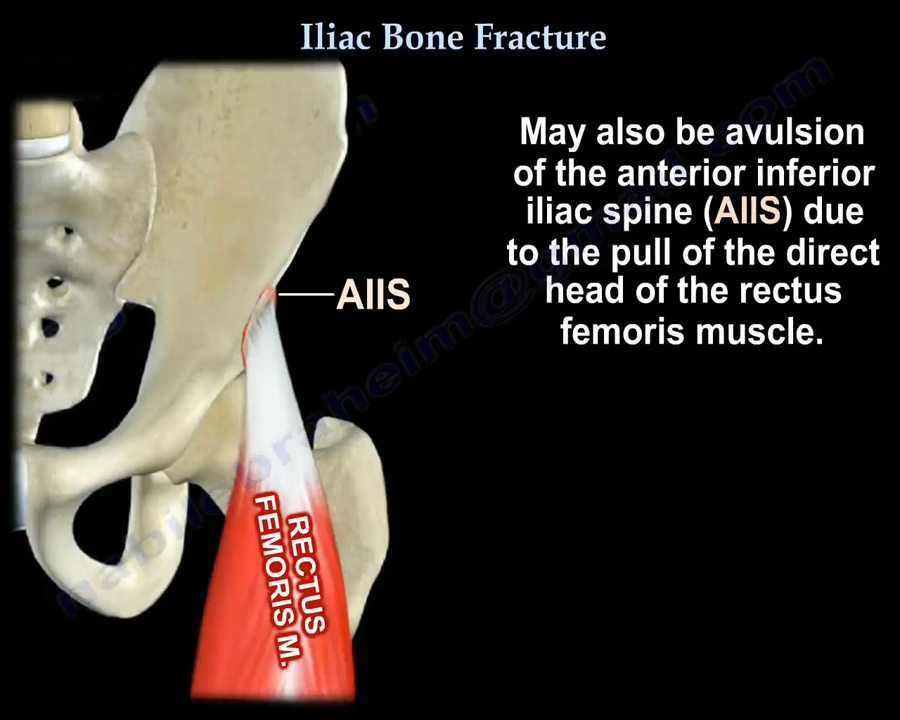 Iliac Bone Fracture
May also be avulsion
of the anterior inferior
iliac spine (AIIS) due
to the pull of the direct
head of the rectus
femoris muscle.
AIIS
RECTUS
FEMORIS M.